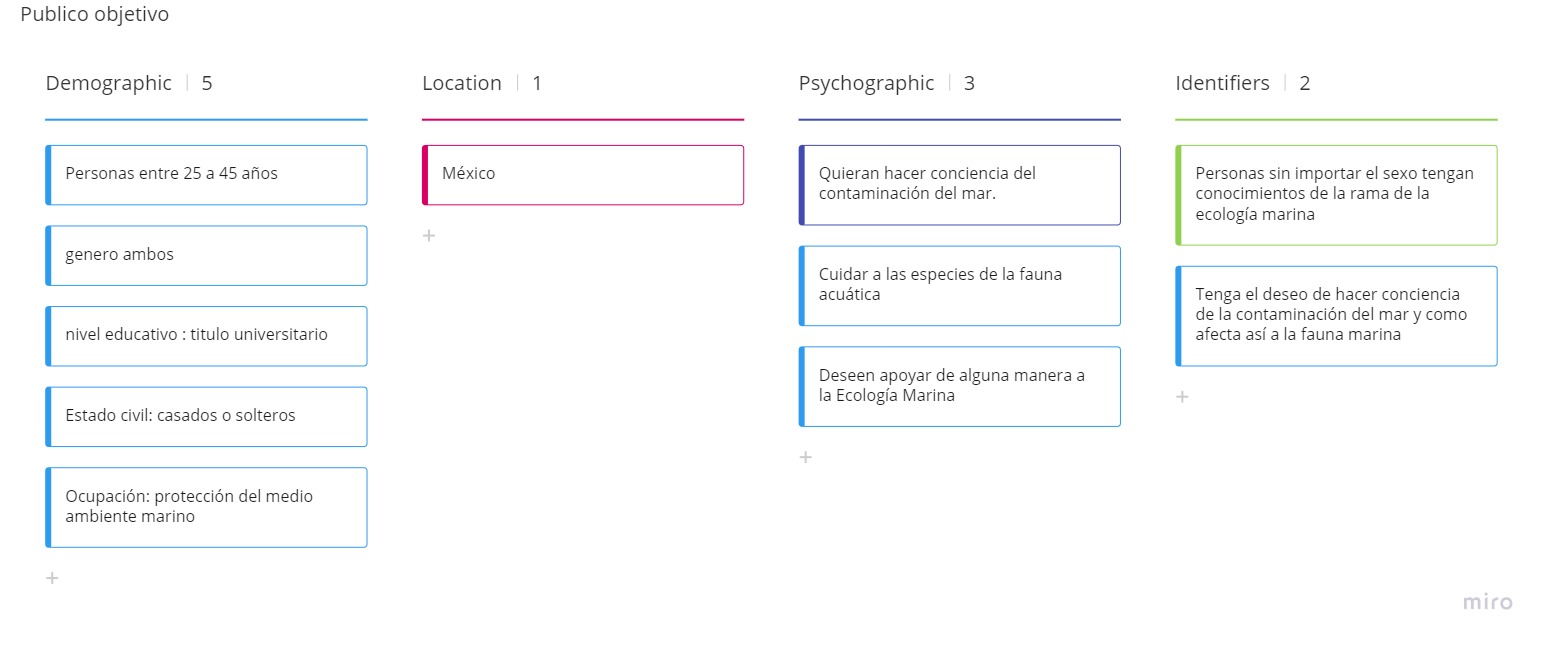 Publico objetivo
Demographic 5
Personas entre 25 a 45 años
genero ambos
nivel educativo : titulo universitario
Estado civil: casados o solteros
Ocupación: protección del medio
ambiente marino
+
Location 1
México
+
Psychographic 3
Quieran hacer conciencia del
contaminación del mar.
Cuidar a las especies de la fauna
acuática
Deseen apoyar de alguna manera a
la Ecología Marina
+
Identifiers 2
Personas sin importar el sexo tengan
conocimientos de la rama de la
ecología marina
Tenga el deseo de hacer conciencia
de la contaminación del mar y como
afecta así a la fauna marina
+
miro